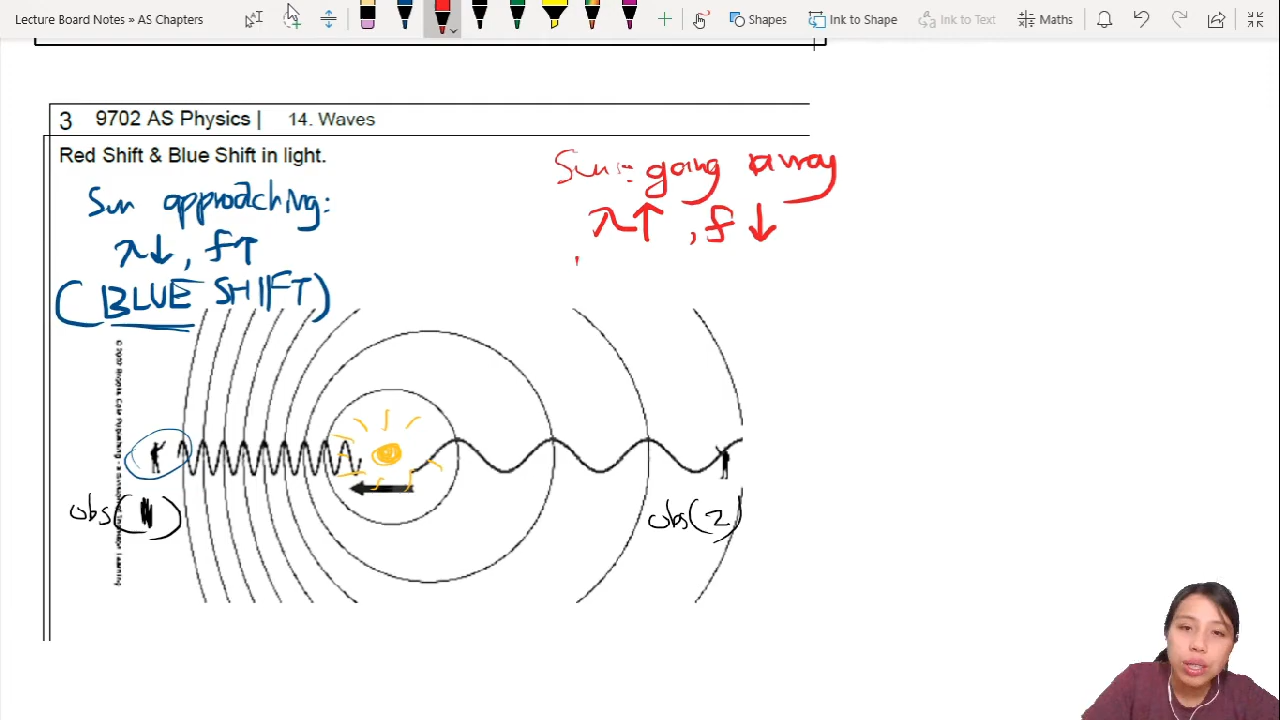 Lecture Board Notes » AS Chapters
Shapes
Ink to Shape
Ink to Text
Maths
3 9702 AS Physics | 14. Waves
Red Shift & Blue Shift in light.
Sun approaching:
λ↓, f↑
(BLUE SHIFT)
Sun: going away
λ↑, f↓
obs(1)
obs(2)